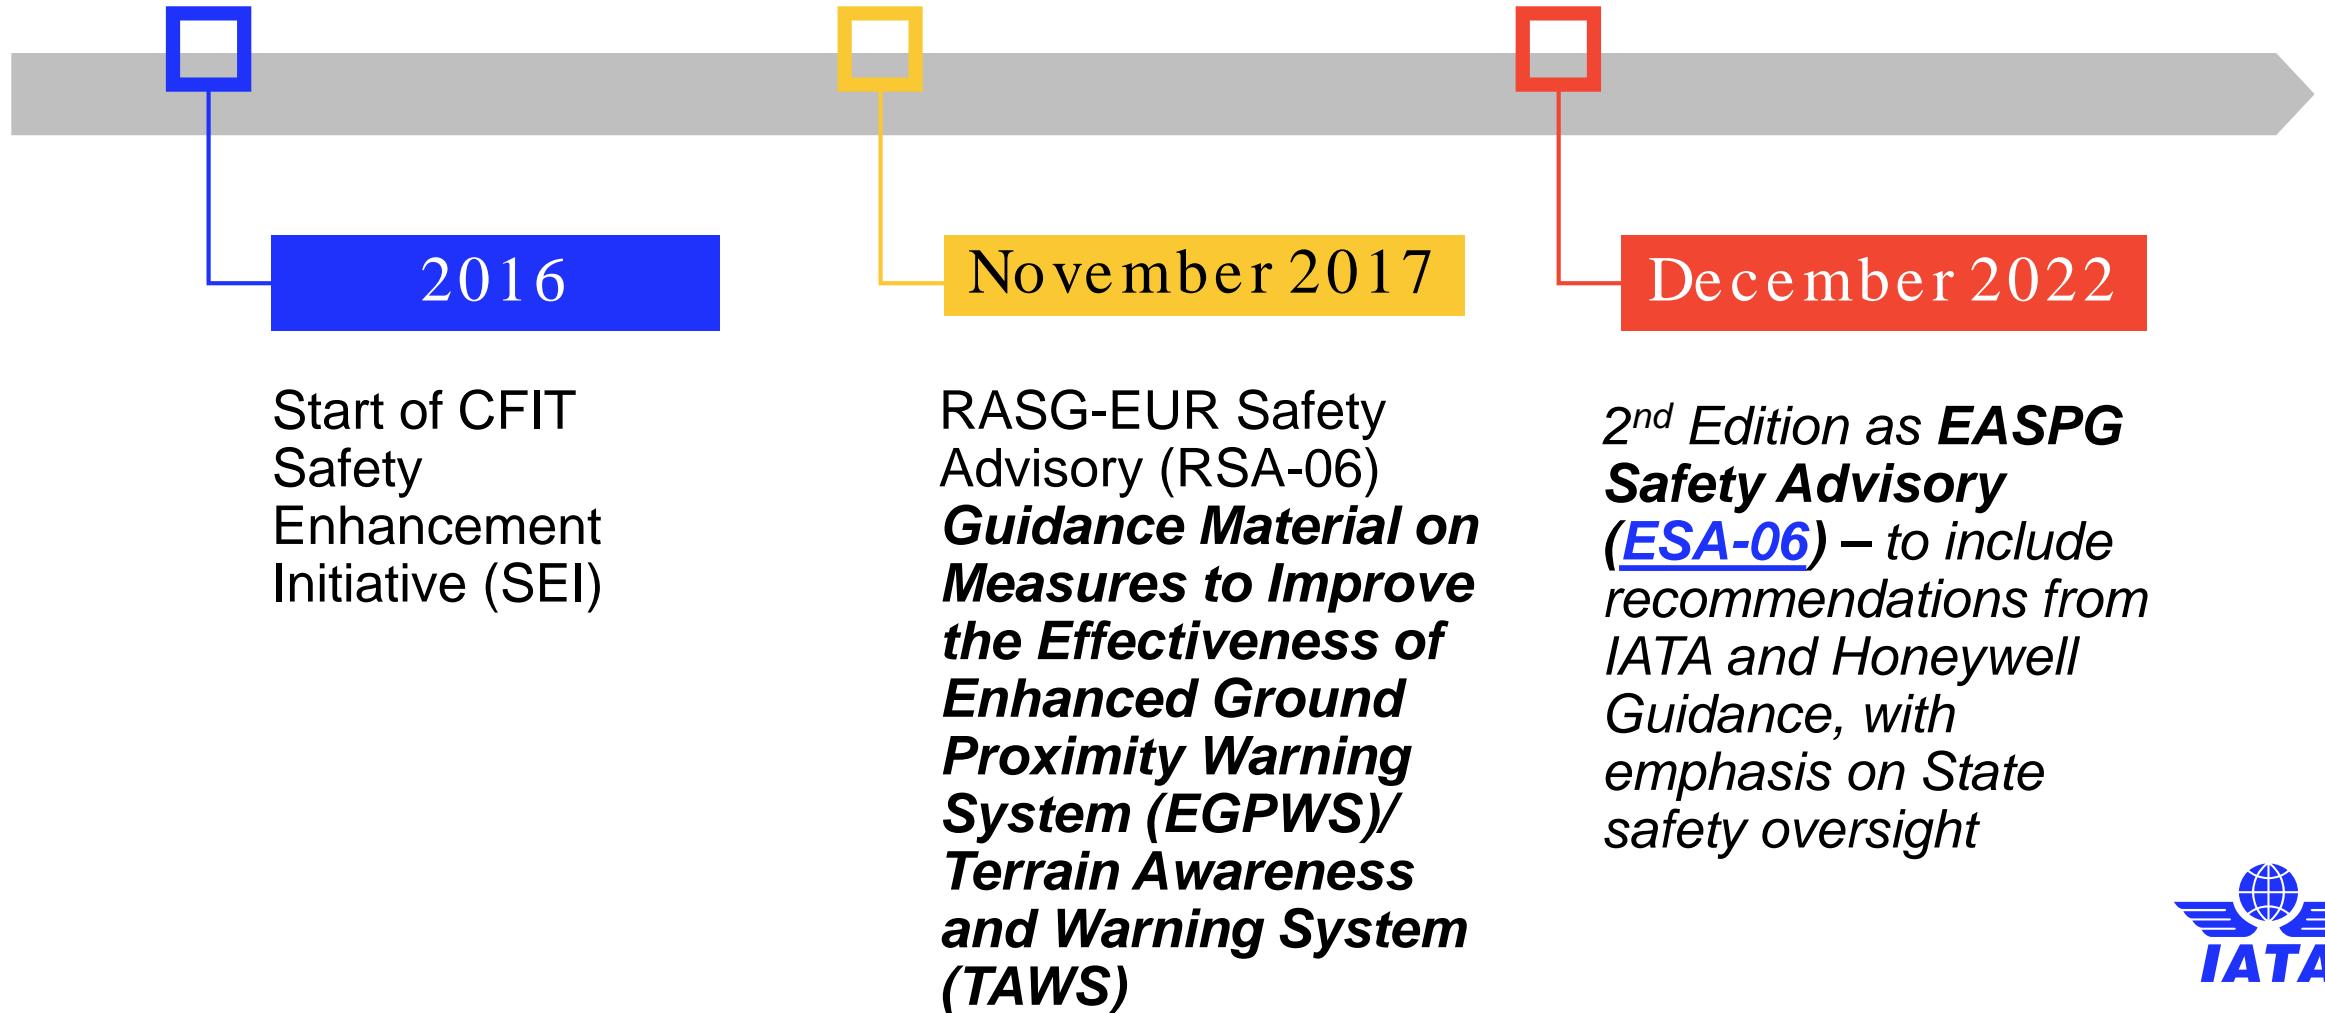 2016
Start of CFIT
Safety
Enhancement
Initiative (SEI)
November 2017
RASG-EUR Safety
Advisory (RSA-06)
Guidance Material on
Measures to Improve
the Effectiveness of
Enhanced Ground
Proximity Warning
System (EGPWS)/
Terrain Awareness
and Warning System
(TAWS)
December 2022
2nd Edition as EASPG
Safety Advisory
(ESA-06) – to include
recommendations from
IATA and Honeywell
Guidance, with
emphasis on State
safety oversight
IATA